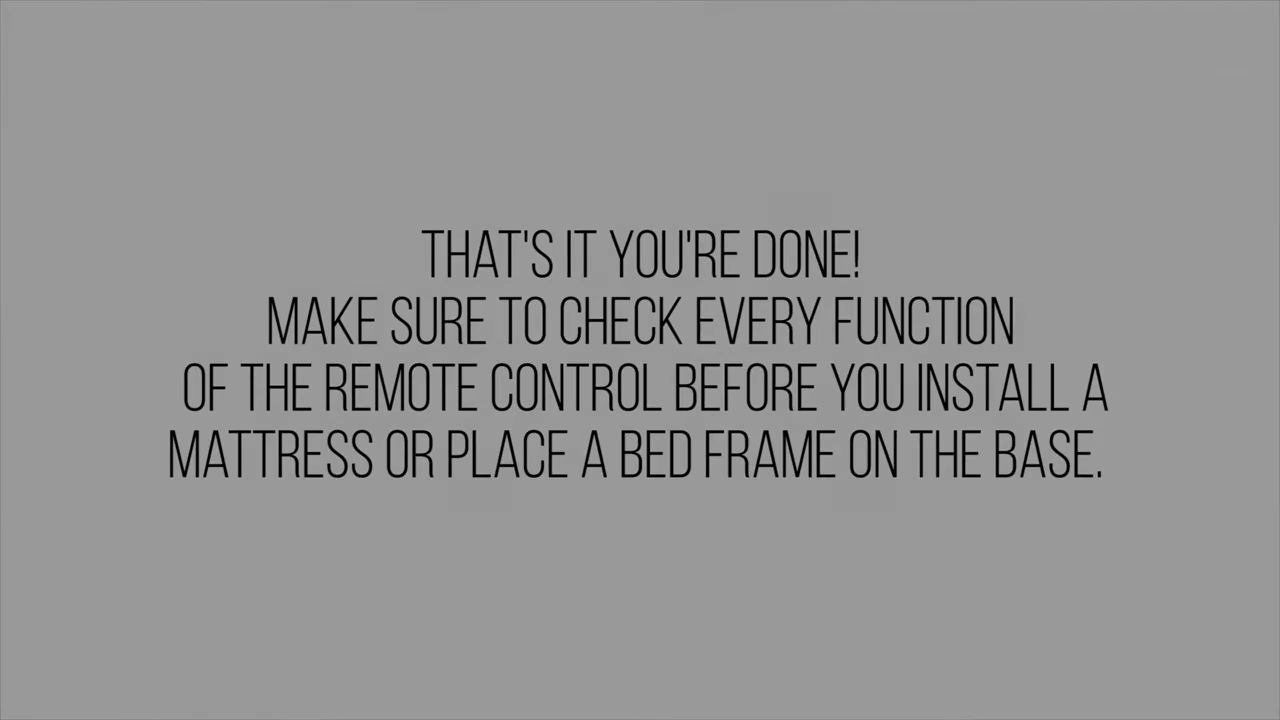 THAT'S IT YOU'RE DONE!
MAKE SURE TO CHECK EVERY FUNCTION
OF THE REMOTE CONTROL BEFORE YOU INSTALL A
MATTRESS OR PLACE A BED FRAME ON THE BASE.